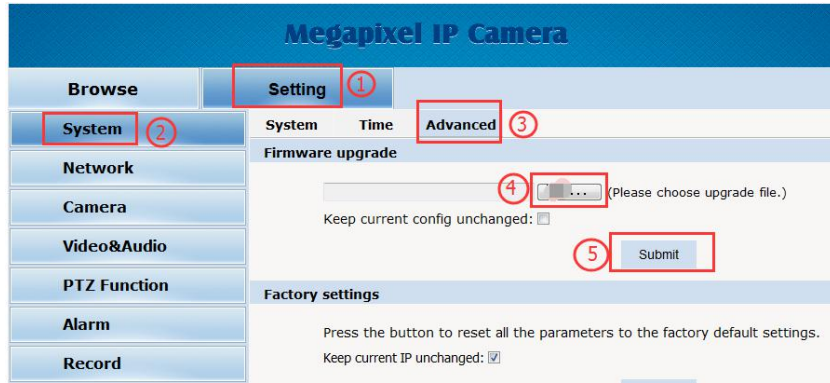 Megapixel IP Camera
Browse
Setting
1
System
2
System Time Advanced
3
Firmware upgrade
Network
4
... (Please choose upgrade file.)
Camera
Keep current config unchanged:
Video&Audio
5
Submit
PTZ Function
Factory settings
Alarm
Press the button to reset all the parameters to the factory default settings.
Record
Keep current IP unchanged: